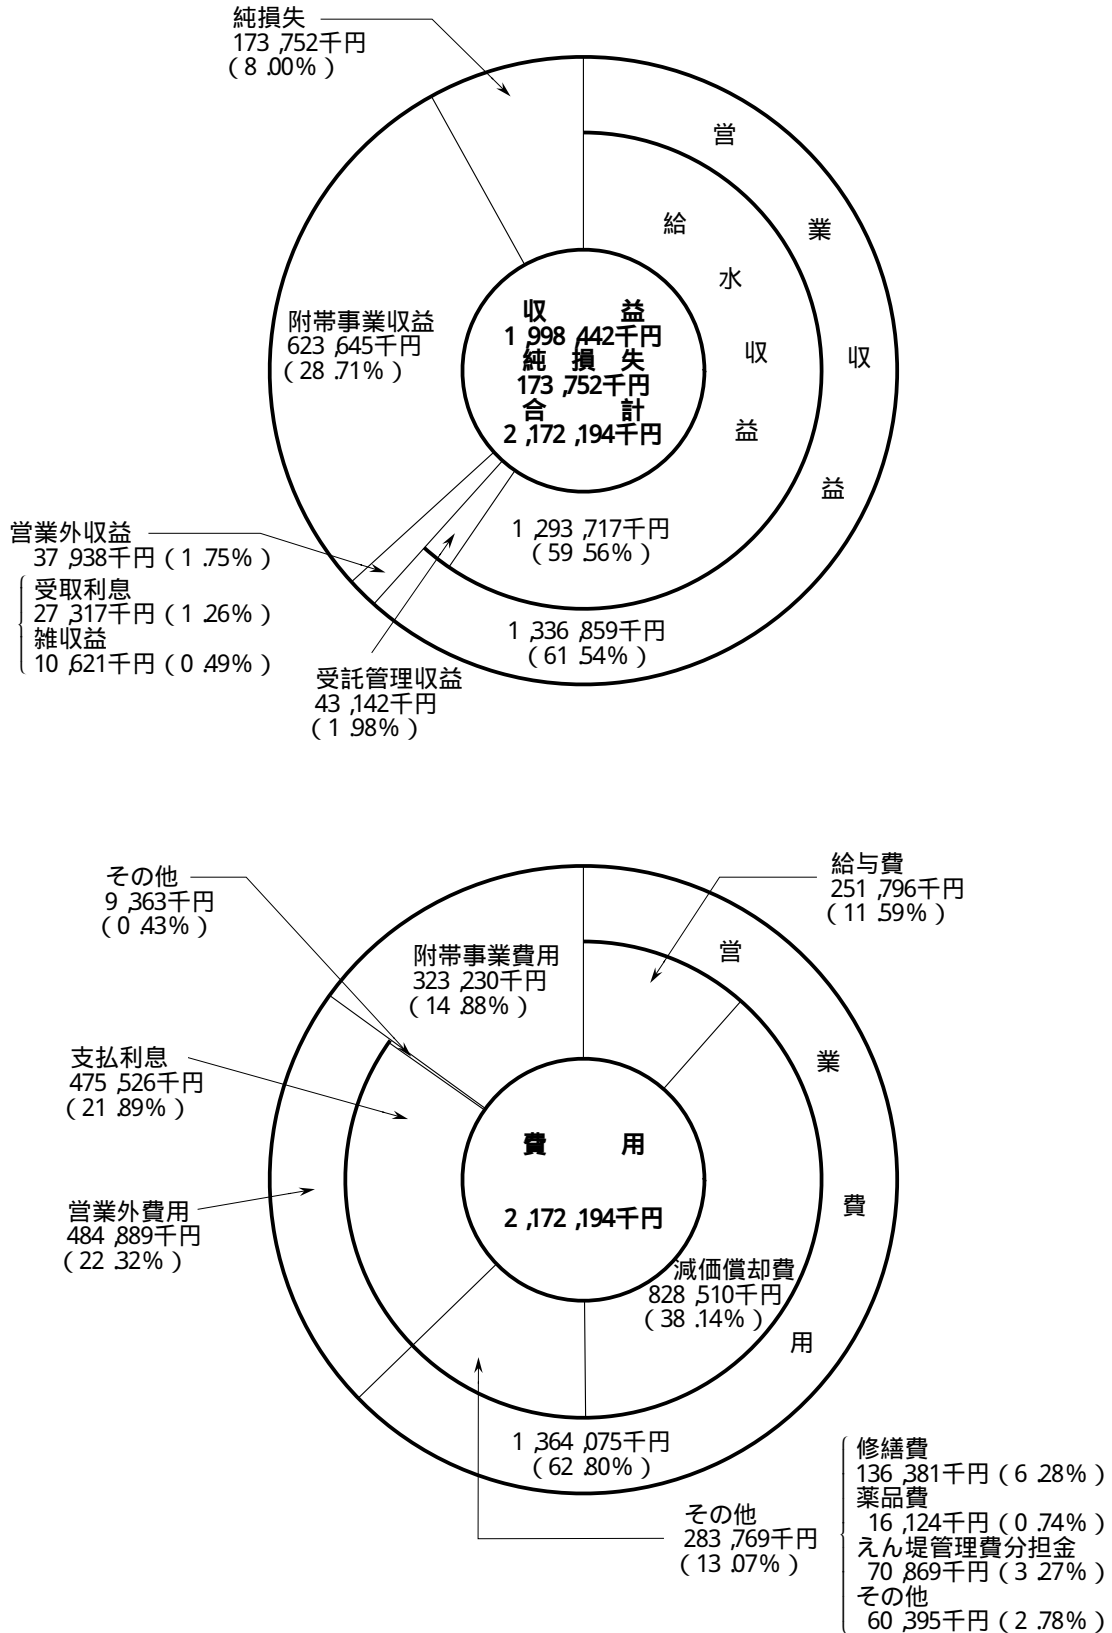 純損失
173,752千円
(8.00%)
営業収益
給水収益
附帯事業収益
623,645千円
(28.71%)
収益
1,998,442千円
純損失
173,752千円
合計
2,172,194千円
1,293,717千円
(59.56%)
営業外収益
37,938千円(1.75%)
受取利息
27,317千円(1.26%)
雑収益
10,621千円(0.49%)
1,336,859千円
(61.54%)
受託管理収益
43,142千円
(1.98%)
その他
9,363千円
(0.43%)
給与費
251,796千円
(11.59%)
営業費用
附帯事業費用
323,230千円
(14.88%)
支払利息
475,526千円
(21.89%)
費用
2,172,194千円
営業外費用
484,889千円
(22.32%)
減価償却費
828,510千円
(38.14%)
1,364,075千円
(62.80%)
その他
283,769千円
(13.07%)
修繕費
136,381千円(6.28%)
薬品費
16,124千円(0.74%)
えん堤管理費分担金
70,869千円(3.27%)
その他
60,395千円(2.78%)